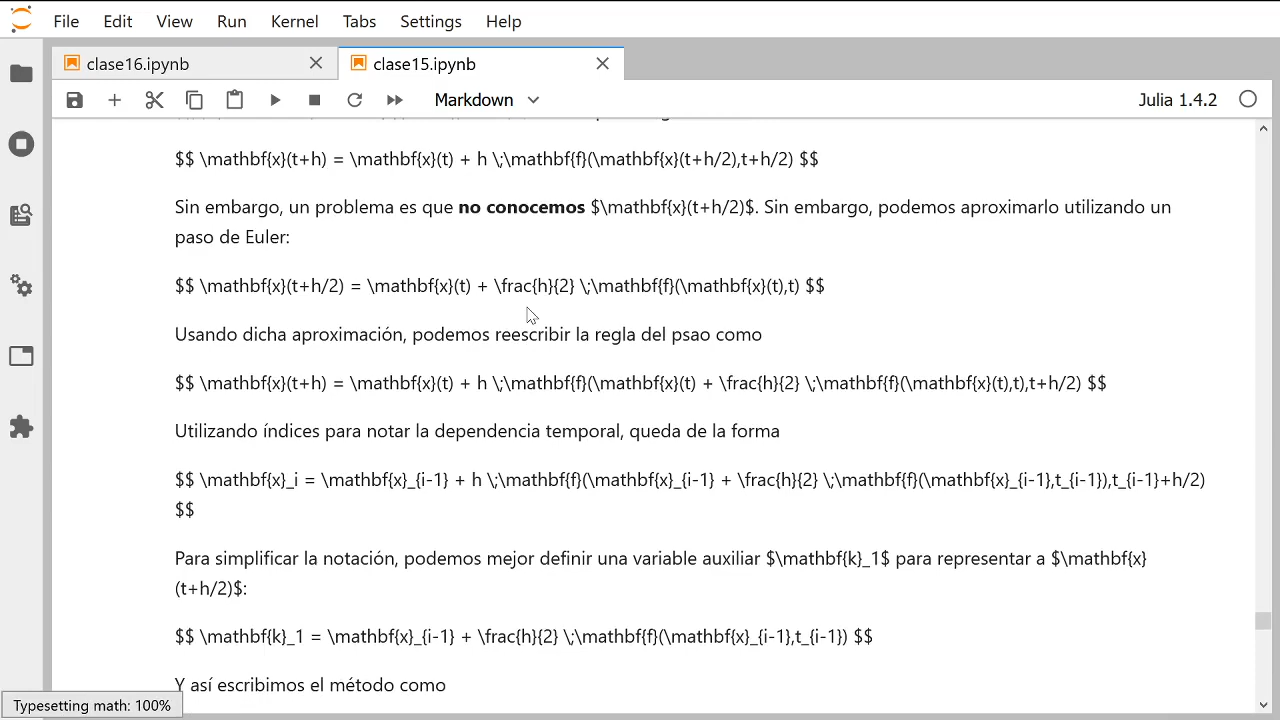 File Edit View Run Kernel Tabs Settings Help
clase16.ipynb clase15.ipynb
Markdown Julia 1.4.2
$$ \mathbf{x}(t+h) = \mathbf{x}(t) + h \;\mathbf{f}(\mathbf{x}(t+h/2),t+h/2) $$
Sin embargo, un problema es que no conocemos $\mathbf{x}(t+h/2)$. Sin embargo, podemos aproximarlo utilizando un
paso de Euler:
$$ \mathbf{x}(t+h/2) = \mathbf{x}(t) + \frac{h}{2} \;\mathbf{f}(\mathbf{x}(t),t) $$
Usando dicha aproximación, podemos reescribir la regla del psao como
$$ \mathbf{x}(t+h) = \mathbf{x}(t) + h \;\mathbf{f}(\mathbf{x}(t) + \frac{h}{2} \;\mathbf{f}(\mathbf{x}(t),t),t+h/2) $$
Utilizando índices para notar la dependencia temporal, queda de la forma
$$ \mathbf{x}_i = \mathbf{x}_{i-1} + h \;\mathbf{f}(\mathbf{x}_{i-1} + \frac{h}{2} \;\mathbf{f}(\mathbf{x}_{i-1},t_{i-1}),t_{i-1}+h/2)
$$
Para simplificar la notación, podemos mejor definir una variable auxiliar $\mathbf{k}_1$ para representar a $\mathbf{x}
(t+h/2)$:
$$ \mathbf{k}_1 = \mathbf{x}_{i-1} + \frac{h}{2} \;\mathbf{f}(\mathbf{x}_{i-1},t_{i-1}) $$
Y así escribimos el método como
Typesetting math: 100%